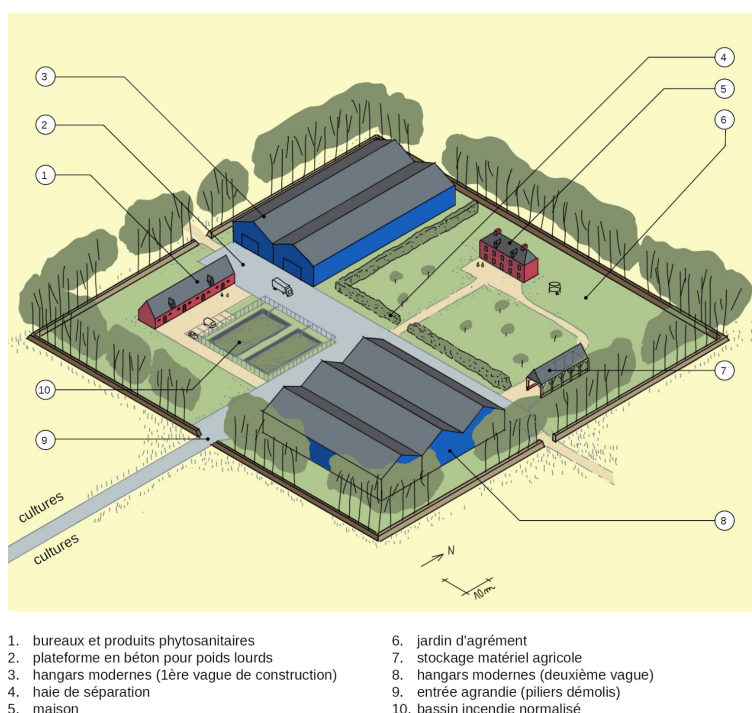 3
4
2
5
6
1
7
10
9
8
cultures
cultures
N
10m
1. bureaux et produits phytosanitaires
2. plateforme en béton pour poids lourds
3. hangars modernes (1ère vague de construction)
4. haie de séparation
5. maison
6. jardin d'agrément
7. stockage matériel agricole
8. hangars modernes (deuxième vague)
9. entrée agrandie (piliers démolis)
10. bassin incendie normalisé